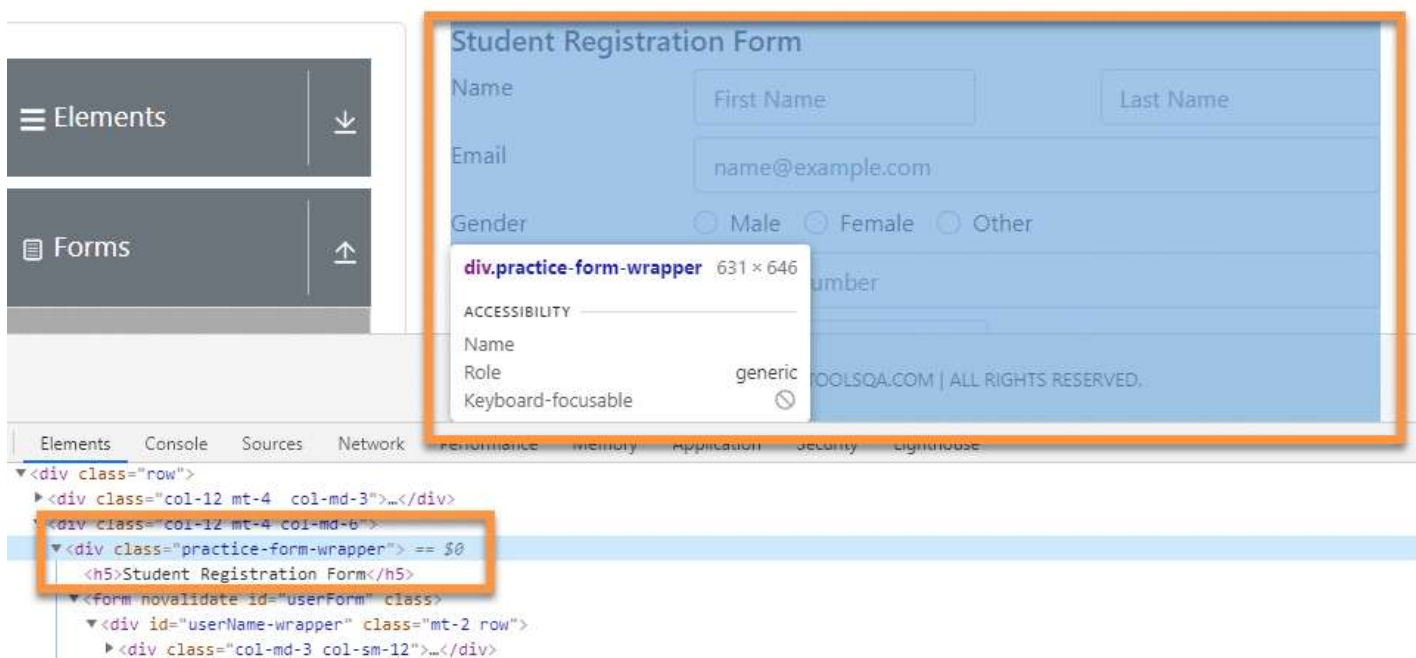 Elements
Forms
Student Registration Form
Name
First Name
Last Name
Email
name@example.com
Gender
Male
Female
Other
umber
div.practice-form-wrapper 631 × 646
ACCESSIBILITY
Name
Role generic
Keyboard-focusable
TOOLSQA.COM | ALL RIGHTS RESERVED.
Elements Console Sources Network Performance Memory Application Security Lighthouse
▼<div class="row">
▶<div class="col-12 mt-4  col-md-3">…</div>
▼<div class="col-12 mt-4 col-md-6">
▼<div class="practice-form-wrapper"> == $0
<h5>Student Registration Form</h5>
▼<form novalidate id="userForm" class>
▼<div id="userName-wrapper" class="mt-2 row">
▶<div class="col-md-3 col-sm-12">…</div>